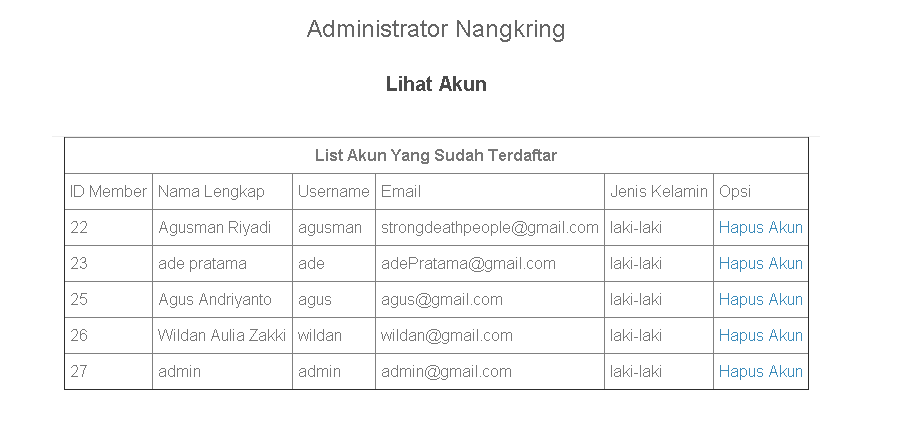 Administrator Nangkring
Lihat Akun
List Akun Yang Sudah Terdaftar
ID Member Nama Lengkap Username Email Jenis Kelamin Opsi
22 Agusman Riyadi agusman strongdeathpeople@gmail.com laki-laki Hapus Akun
23 ade pratama ade adePratama@gmail.com laki-laki Hapus Akun
25 Agus Andriyanto agus agus@gmail.com laki-laki Hapus Akun
26 Wildan Aulia Zakki wildan wildan@gmail.com laki-laki Hapus Akun
27 admin admin admin@gmail.com laki-laki Hapus Akun